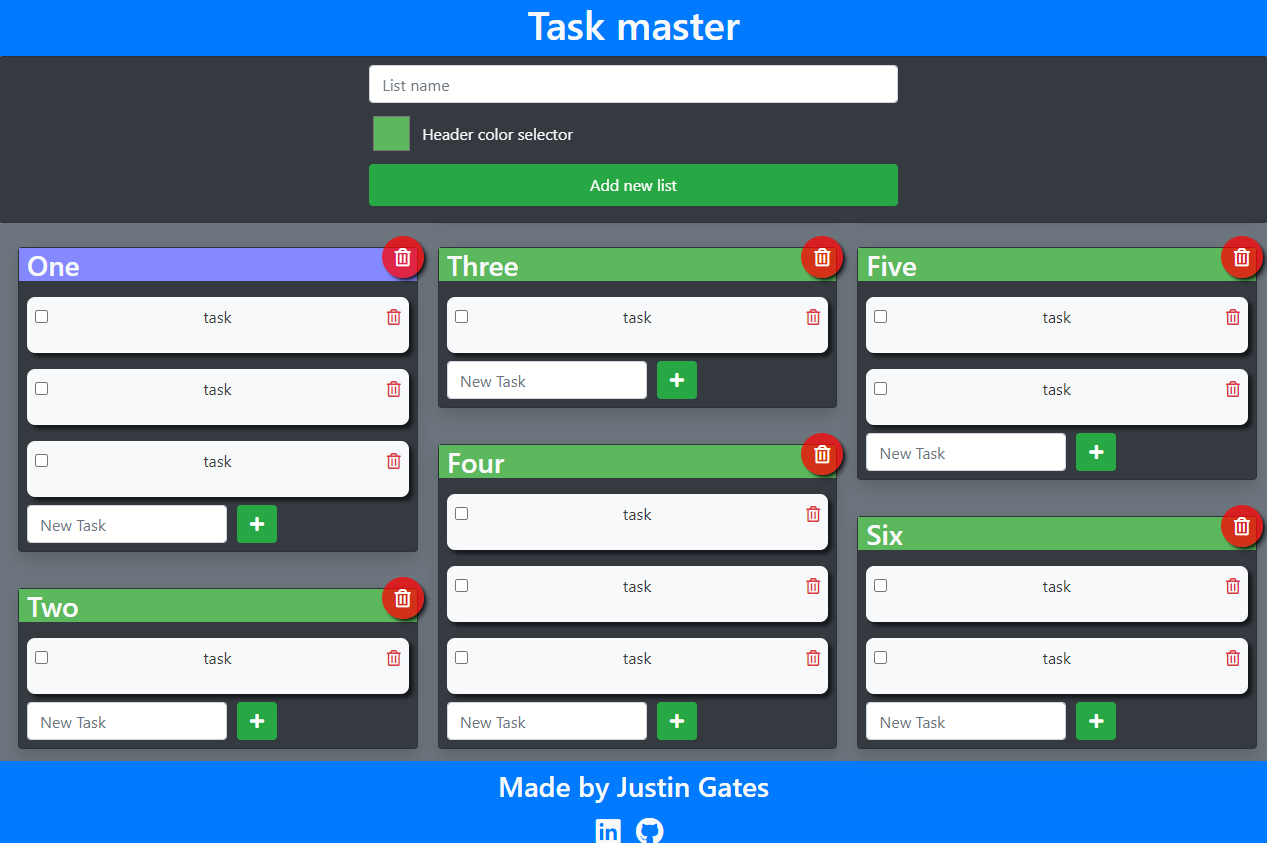 Task master
List name
Header color selector
Add new list
One
task
task
task
New Task
Two
task
New Task
Three
task
New Task
Four
task
task
task
New Task
Five
task
task
New Task
Six
task
task
New Task
Made by Justin Gates
in